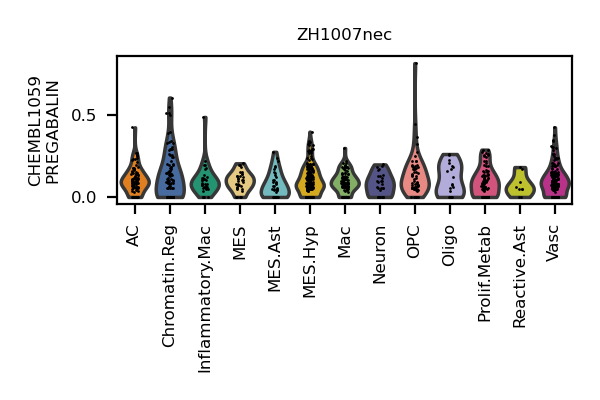 ZH1007nec
CHEMBL1059
PREGABALIN
0.5
0.0
AC
Chromatin.Reg
Inflammatory.Mac
MES
MES.Ast
MES.Hyp
Mac
Neuron
OPC
Oligo
Prolif.Metab
Reactive.Ast
Vasc